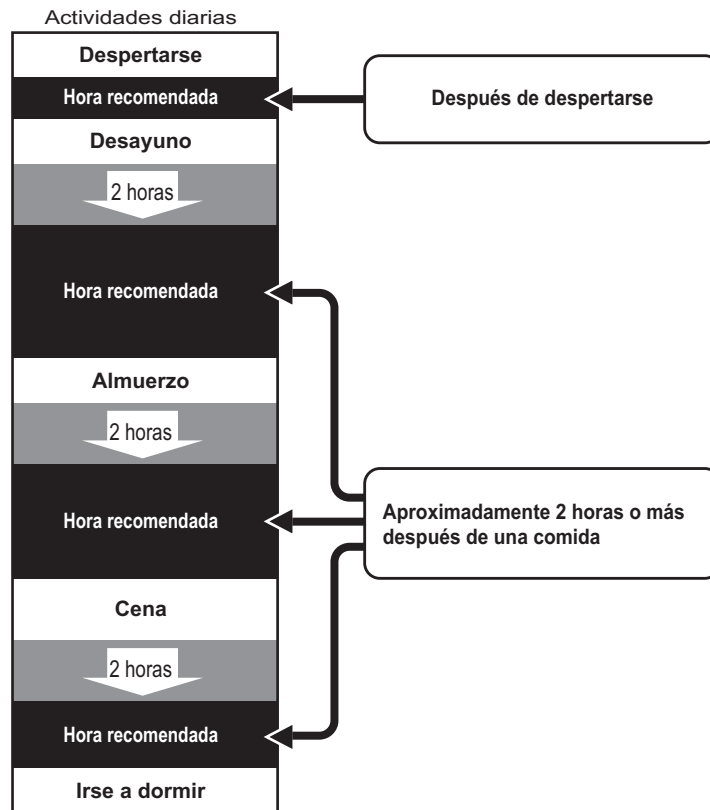 Actividades diarias
Despertarse
Hora recomendada
Después de despertarse
Desayuno
2 horas
Hora recomendada
Almuerzo
2 horas
Hora recomendada
Aproximadamente 2 horas o más
después de una comida
Cena
2 horas
Hora recomendada
Irse a dormir